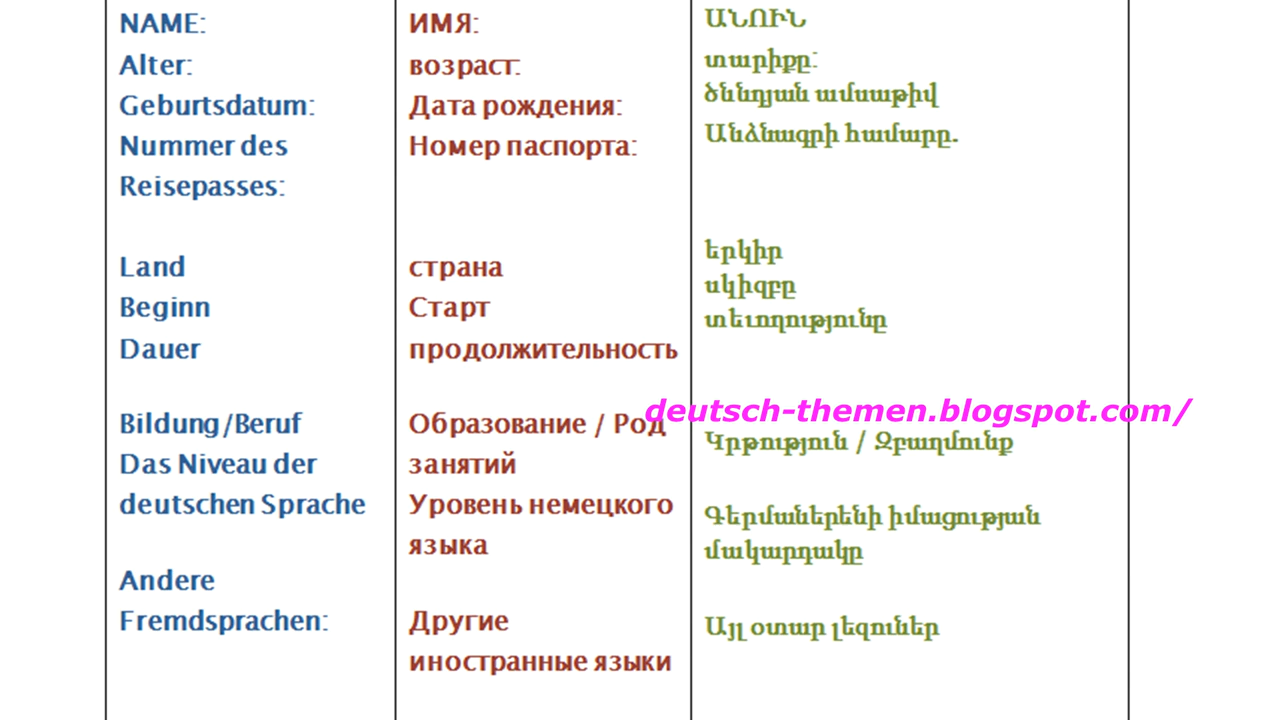 NAME:
Alter:
Geburtsdatum:
Nummer des
Reisepasses:
Land
Beginn
Dauer
Bildung/Beruf
Das Niveau der
deutschen Sprache
Andere
Fremdsprachen:
ИМЯ:
возраст:
Дата рождения:
Номер паспорта:
страна
Старт
продолжительность
Образование / Род
занятий
Уровень немецкого
языка
Другие
иностранные языки
ԱՆՈՒՆ
տարիքը:
ծննդյան ամսաթիվ
Անձնագրի համարը.
երկիր
սկիզբը
տեւողությունը
Կրթություն / Զբաղմունք
Գերմաներենի իմացության
մակարդակը
Այլ օտար լեզուներ
deutsch-themen.blogspot.com/